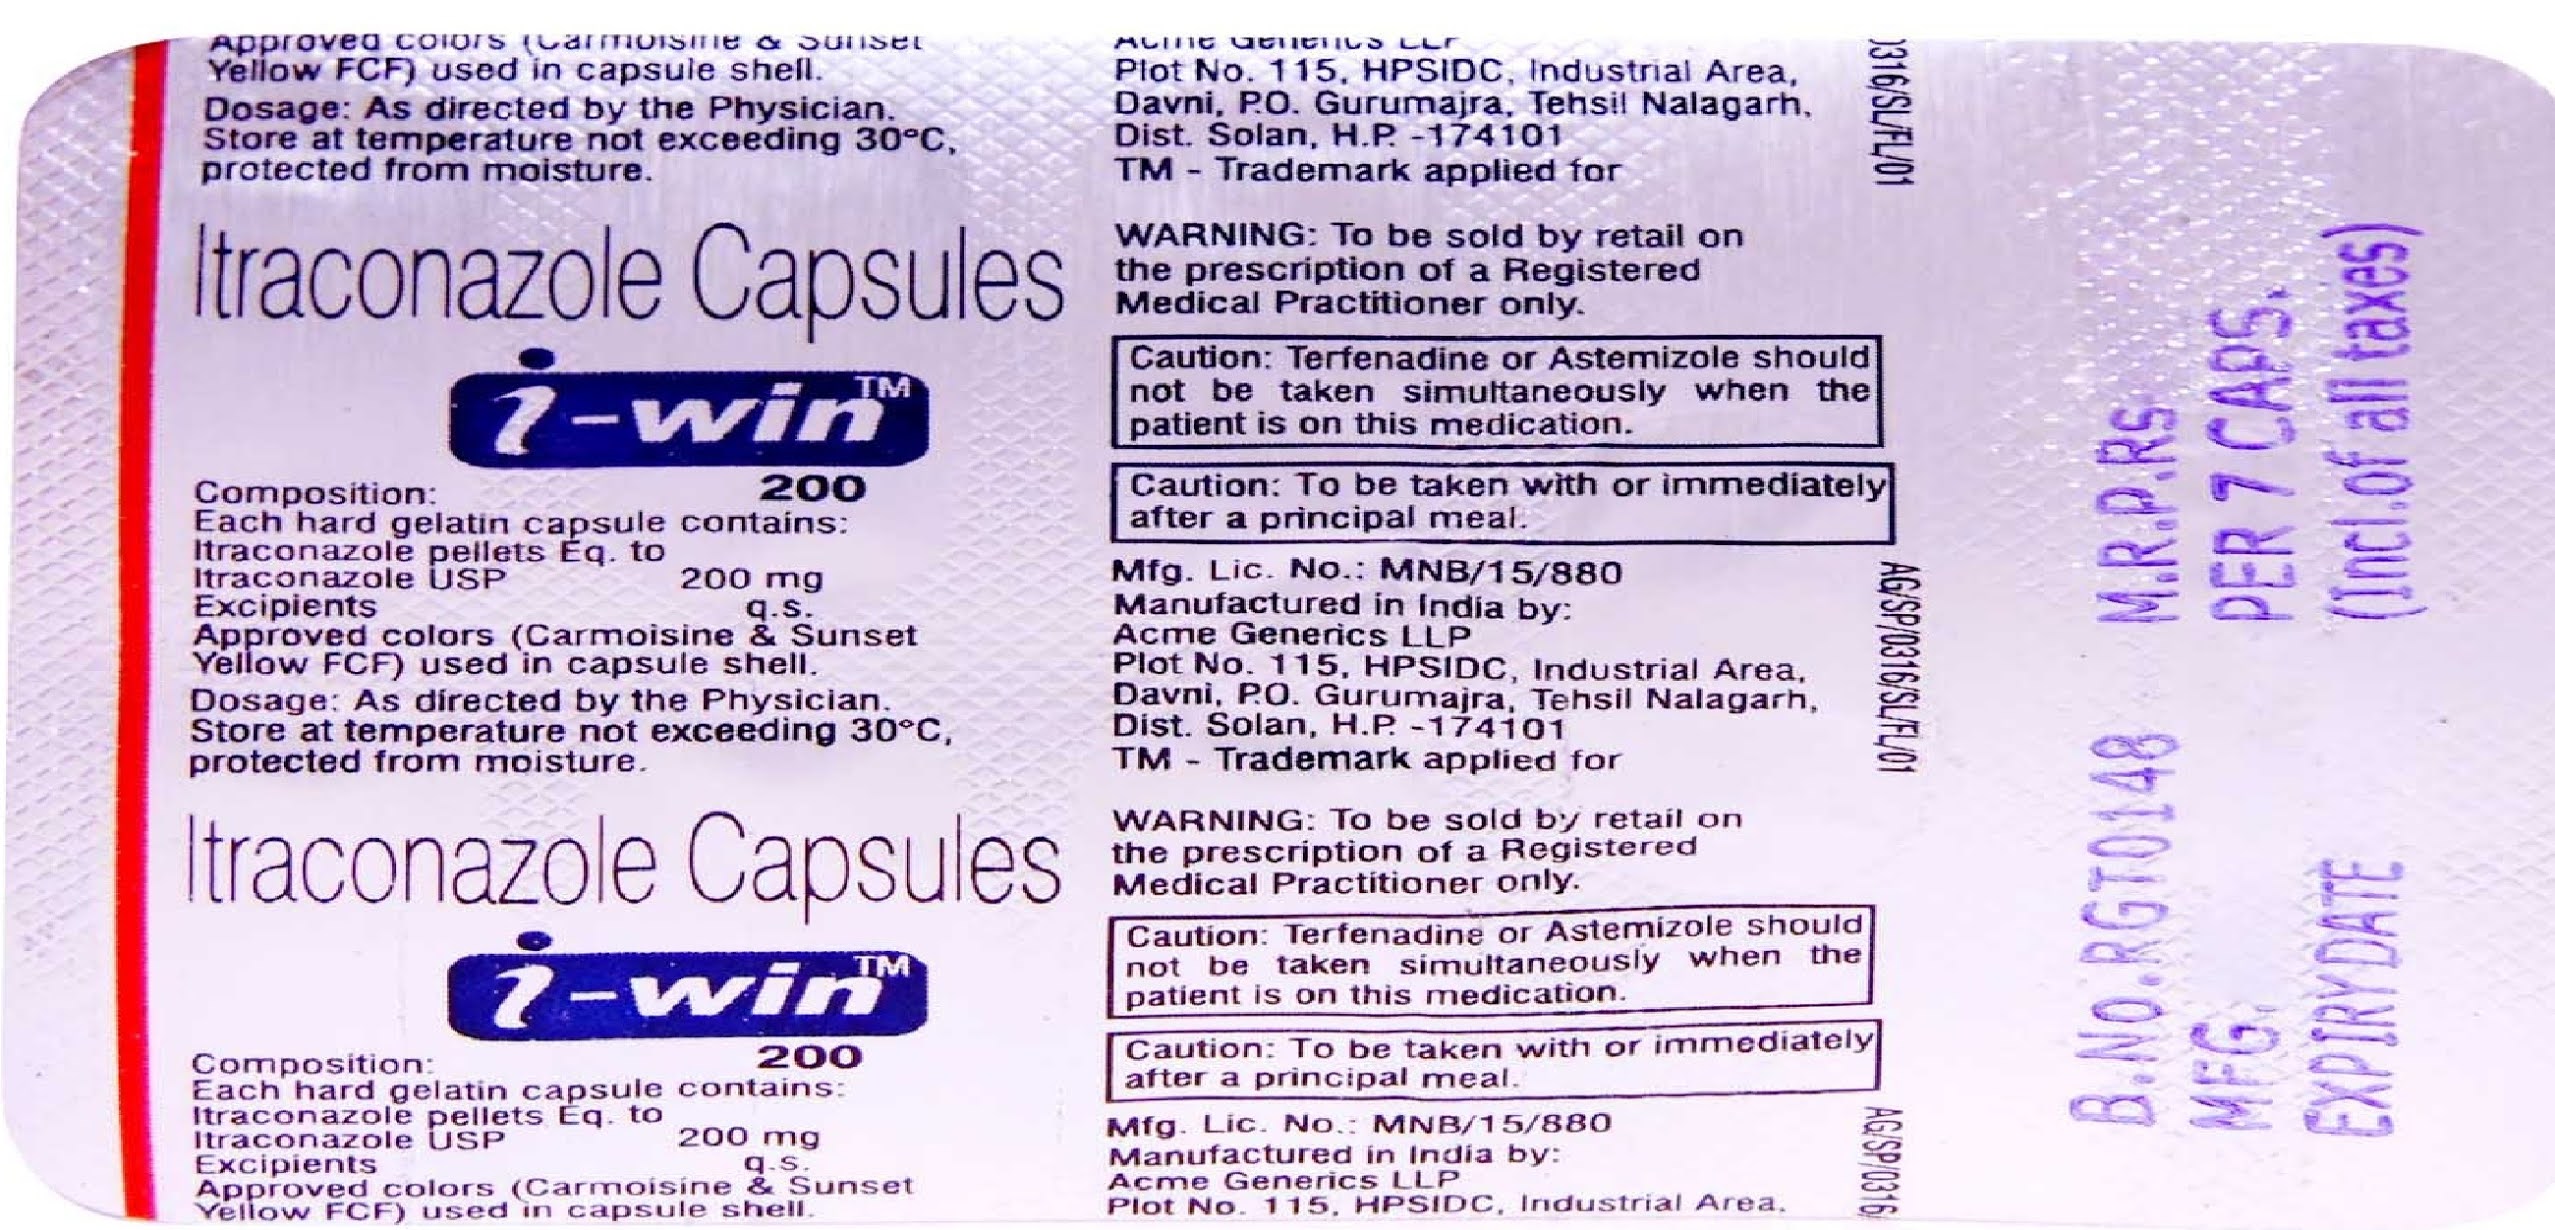 Approved colors (Carmoisine & Sunset
Yellow FCF) used in capsule shell.
Dosage: As directed by the Physician.
Store at temperature not exceeding 30°C,
protected from moisture.
Itraconazole Capsules
i-win™
200
Composition:
Each hard gelatin capsule contains:
Itraconazole pellets Eq. to
Itraconazole USP 200 mg
Excipients q.s.
Approved colors (Carmoisine & Sunset
Yellow FCF) used in capsule shell.
Dosage: As directed by the Physician.
Store at temperature not exceeding 30°C,
protected from moisture.
Itraconazole Capsules
i-win™
200
Composition:
Each hard gelatin capsule contains:
Itraconazole pellets Eq. to
Itraconazole USP 200 mg
Excipients q.s.
Approved colors (Carmoisine & Sunset
Yellow FCF) used in capsule shell.
Acme Generics LLP
Plot No. 115, HPSIDC, Industrial Area,
Davni, P.O. Gurumajra, Tehsil Nalagarh,
Dist. Solan, H.P. -174101
TM - Trademark applied for
WARNING: To be sold by retail on
the prescription of a Registered
Medical Practitioner only.
Caution: Terfenadine or Astemizole should
not be taken simultaneously when the
patient is on this medication.
Caution: To be taken with or immediately
after a principal meal.
Mfg. Lic. No.: MNB/15/880
Manufactured in India by:
Acme Generics LLP
Plot No. 115, HPSIDC, Industrial Area,
Davni, P.O. Gurumajra, Tehsil Nalagarh,
Dist. Solan, H.P. -174101
TM - Trademark applied for
WARNING: To be sold by retail on
the prescription of a Registered
Medical Practitioner only.
Caution: Terfenadine or Astemizole should
not be taken simultaneously when the
patient is on this medication.
Caution: To be taken with or immediately
after a principal meal.
Mfg. Lic. No.: MNB/15/880
Manufactured in India by:
Acme Generics LLP
Plot No. 115, HPSIDC, Industrial Area,
0316/SL/FL/01
AG/SP/0316/SL/FL/01
AG/SP/0316
B.No.RGT0148 M.R.P.RS
MFG. PER 7 CAPS.
EXPIRYDATE (Incl.of all taxes)